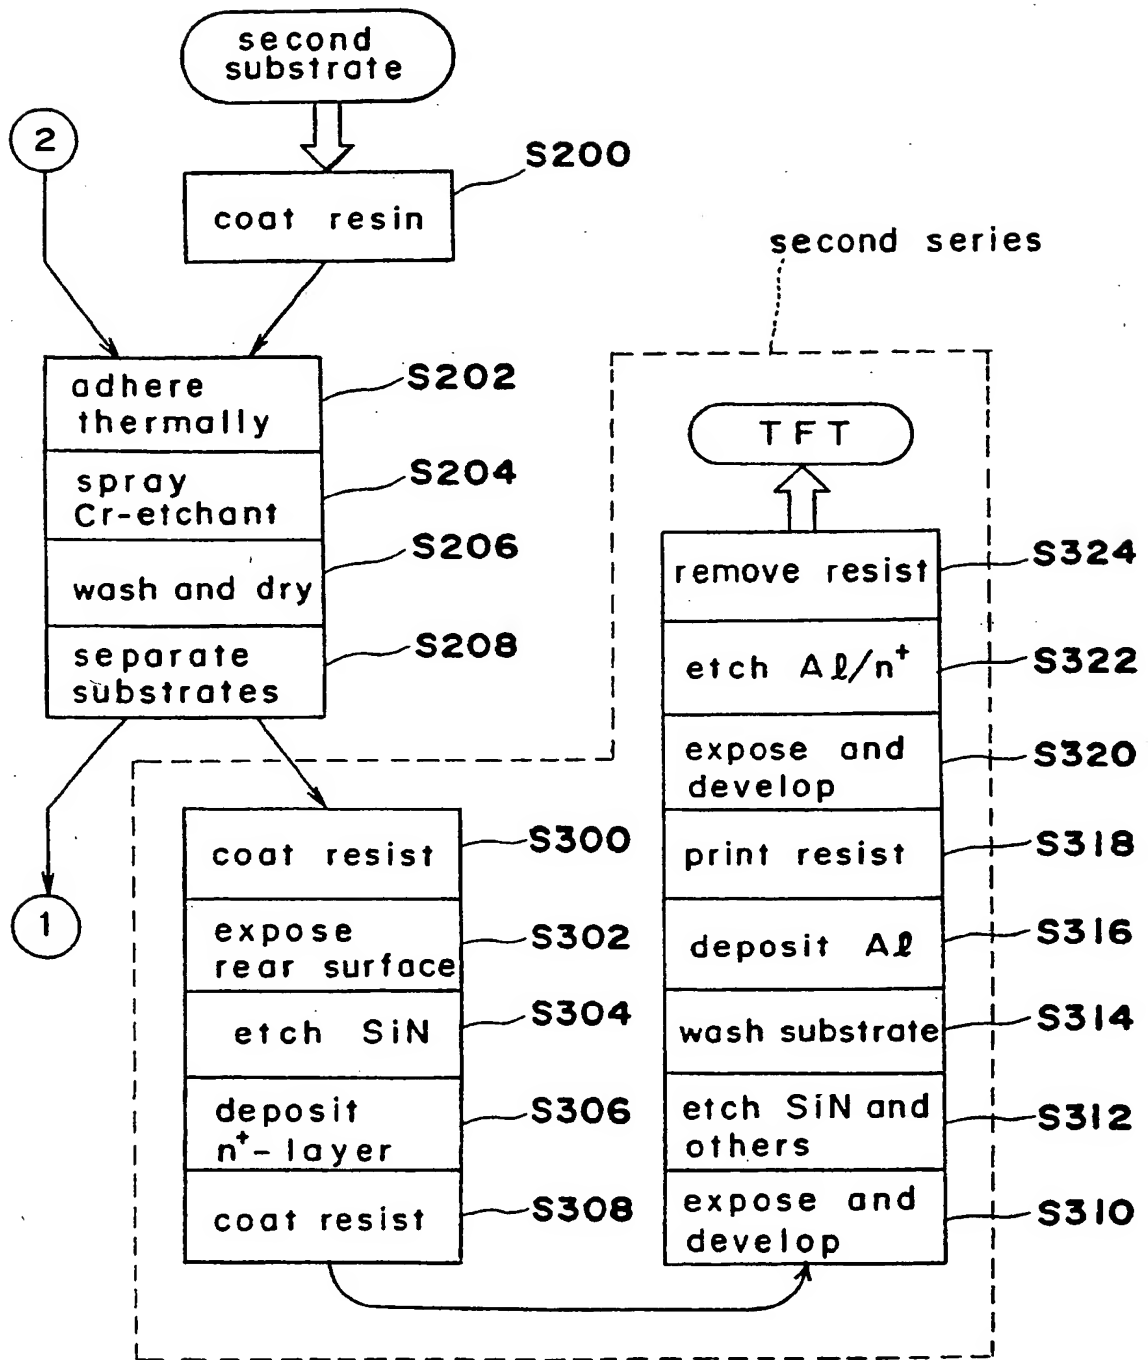 second
substrate
2
S200
coat resin
second series
adhere
thermally
S202
spray
Cr-etchant
S204
wash and dry
S206
separate
substrates
S208
1
coat resist
S300
expose
rear surface
S302
etch SiN
S304
deposit
n⁺-layer
S306
coat resist
S308
TFT
remove resist
S324
etch Aℓ/n⁺
S322
expose and
develop
S320
print resist
S318
deposit Aℓ
S316
wash substrate
S314
etch SiN and
others
S312
expose and
develop
S310